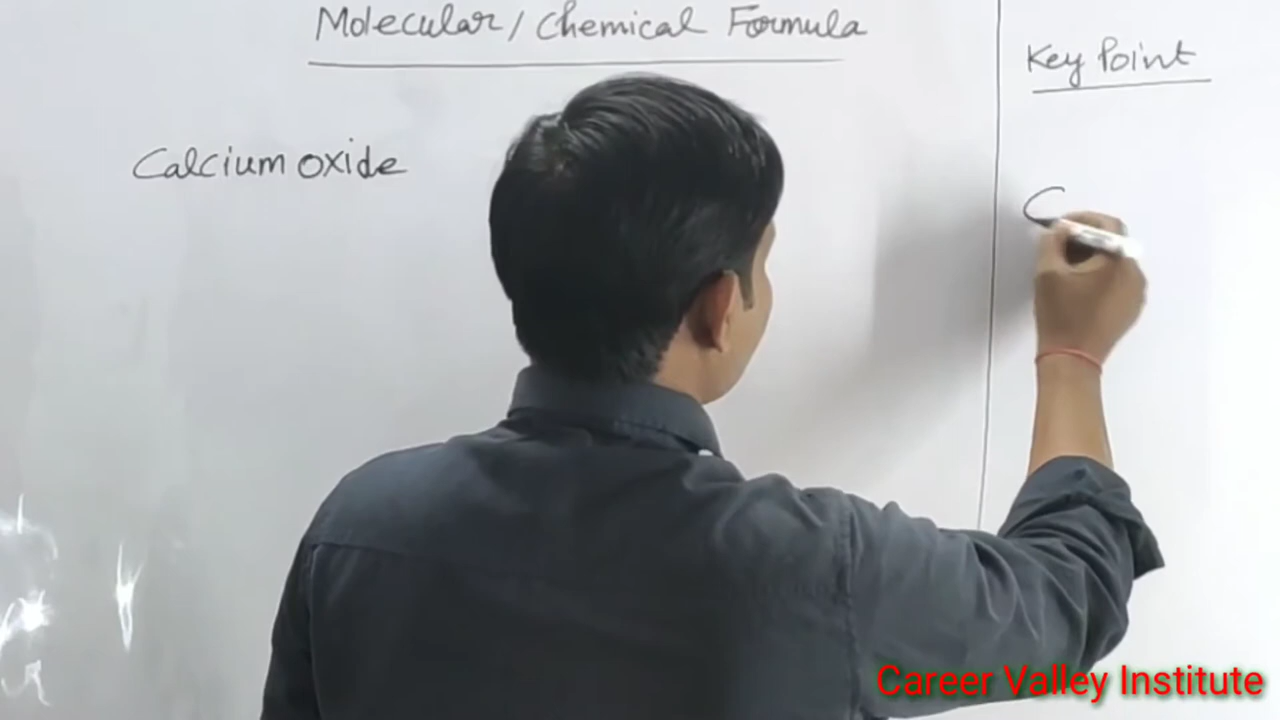 Molecular / Chemical Formula
Key Point
Calcium oxide
C
Career Valley Institute